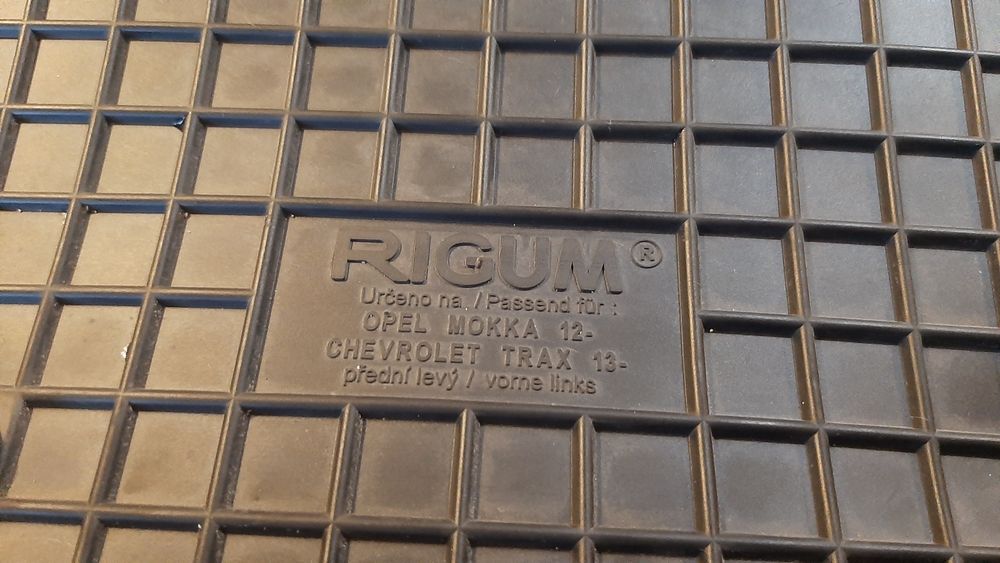 RIGUM®
Určeno na. / Passend für :
OPEL MOKKA 12-
CHEVROLET TRAX 13-
přední levý / vorne links